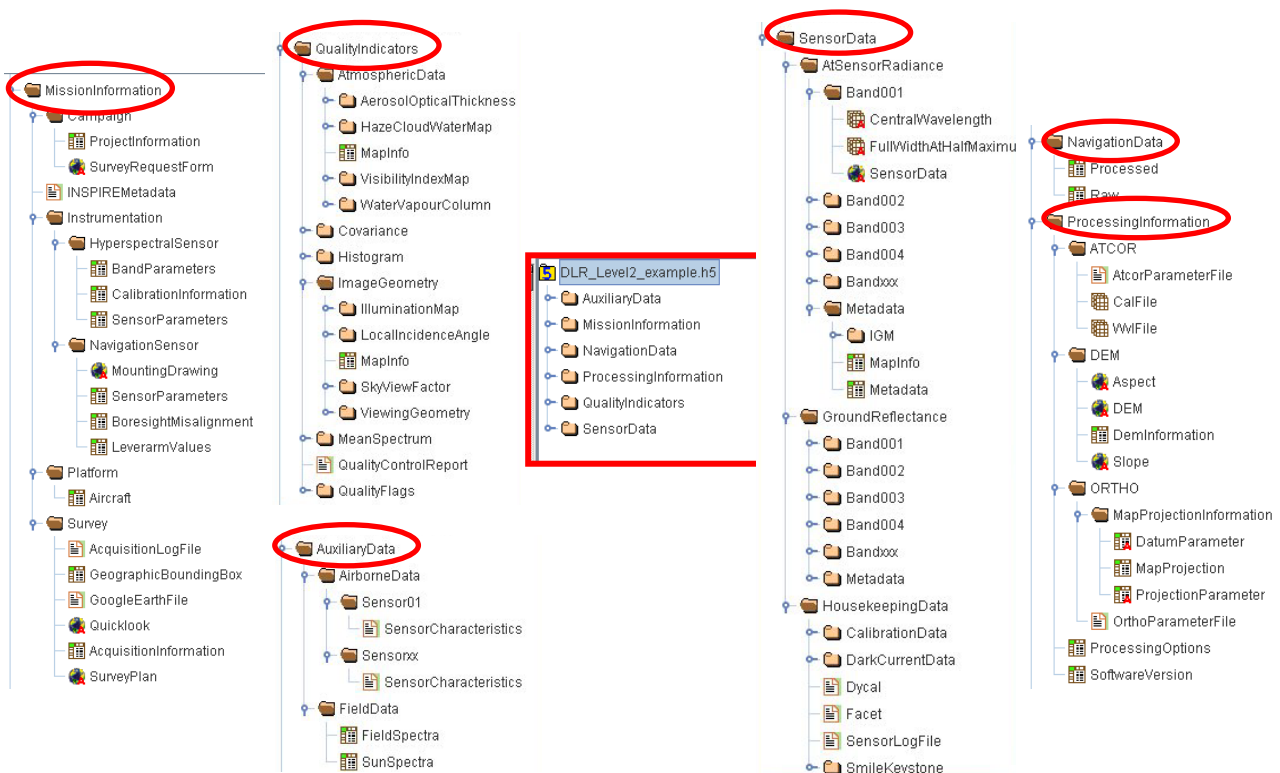 MissionInformation
Campaign
ProjectInformation
SurveyRequestForm
INSPIREMetadata
Instrumentation
HyperspectralSensor
BandParameters
CalibrationInformation
SensorParameters
NavigationSensor
MountingDrawing
SensorParameters
BoresightMisalignment
LeverarmValues
Platform
Aircraft
Survey
AcquisitionLogFile
GeographicBoundingBox
GoogleEarthFile
Quicklook
AcquisitionInformation
SurveyPlan
QualityIndicators
AtmosphericData
AerosolOpticalThickness
HazeCloudWaterMap
MapInfo
VisibilityIndexMap
WaterVapourColumn
Covariance
Histogram
ImageGeometry
IlluminationMap
LocalIncidenceAngle
MapInfo
SkyViewFactor
ViewingGeometry
MeanSpectrum
QualityControlReport
QualityFlags
AuxiliaryData
AirborneData
Sensor01
SensorCharacteristics
Sensorxx
SensorCharacteristics
FieldData
FieldSpectra
SunSpectra
5 DLR_Level2_example.h5
AuxiliaryData
MissionInformation
NavigationData
ProcessingInformation
QualityIndicators
SensorData
SensorData
AtSensorRadiance
Band001
CentralWavelength
FullWidthAtHalfMaximu
SensorData
Band002
Band003
Band004
Bandxxx
Metadata
IGM
MapInfo
Metadata
GroundReflectance
Band001
Band002
Band003
Band004
Bandxxx
Metadata
HousekeepingData
CalibrationData
DarkCurrentData
Dycal
Facet
SensorLogFile
SmileKeystone
NavigationData
Processed
Raw
ProcessingInformation
ATCOR
AtcorParameterFile
CalFile
WvlFile
DEM
Aspect
DEM
DemInformation
Slope
ORTHO
MapProjectionInformation
DatumParameter
MapProjection
ProjectionParameter
OrthoParameterFile
ProcessingOptions
SoftwareVersion